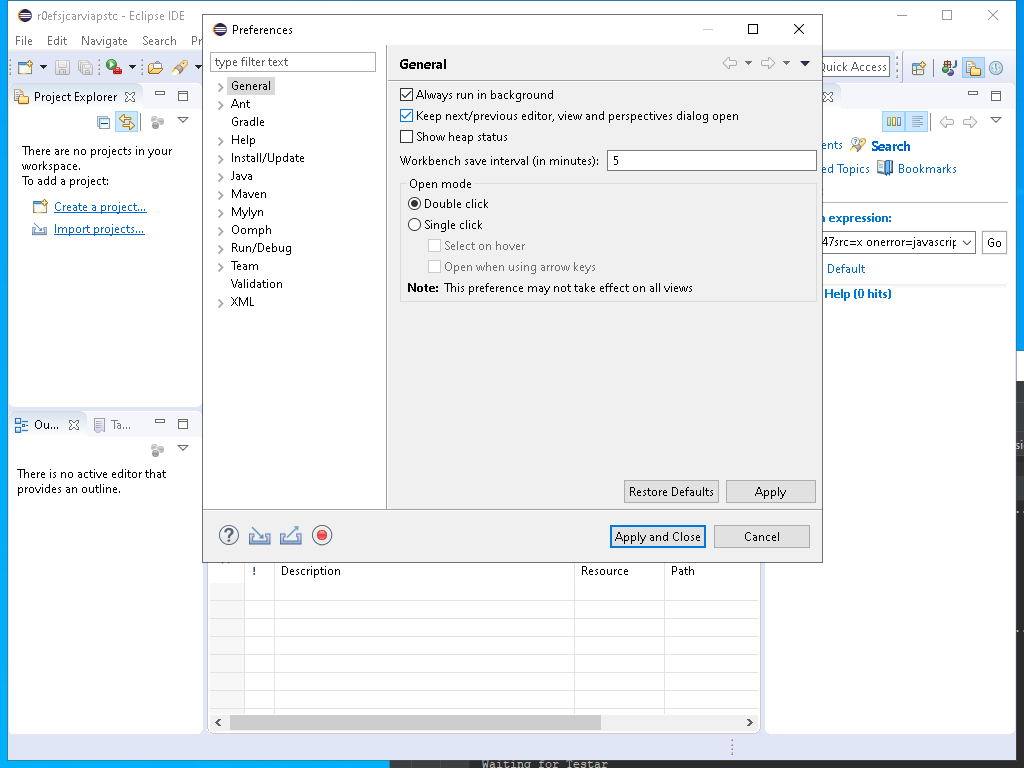 r0efsjcarviapstc - Eclipse IDE
File Edit Navigate Search
Quick Access
Project Explorer
There are no projects in your
workspace.
To add a project:
Create a project...
Import projects...
Ou...
Ta...
There is no active editor that
provides an outline.
Preferences
type filter text
General
Ant
Gradle
Help
Install/Update
Java
Maven
Mylyn
Oomph
Run/Debug
Team
Validation
XML
General
Always run in background
Keep next/previous editor, view and perspectives dialog open
Show heap status
Workbench save interval (in minutes): 5
Open mode
Double click
Single click
Select on hover
Open when using arrow keys
Note: This preference may not take effect on all views
Restore Defaults
Apply
Apply and Close
Cancel
Search
Topics
Bookmarks
expression:
47src=x onerror=javascrip
Go
Default
Help (0 hits)
! Description Resource Path
Waiting for Testar